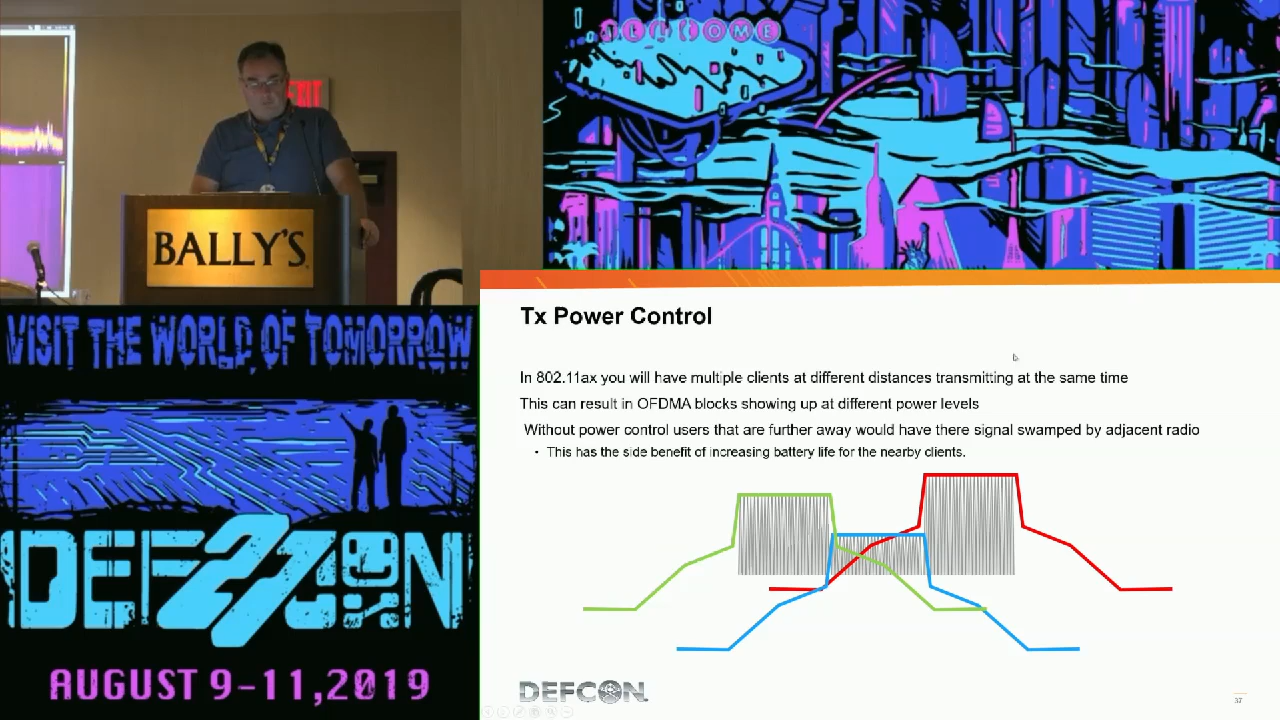 WELCOME
EXIT
BALLY'S
VISIT THE WORLD OF TOMORROW
DEF CON
27
AUGUST 9-11,2019
Tx Power Control
In 802.11ax you will have multiple clients at different distances transmitting at the same time
This can result in OFDMA blocks showing up at different power levels
Without power control users that are further away would have there signal swamped by adjacent radio
• This has the side benefit of increasing battery life for the nearby clients.
DEFCON
37